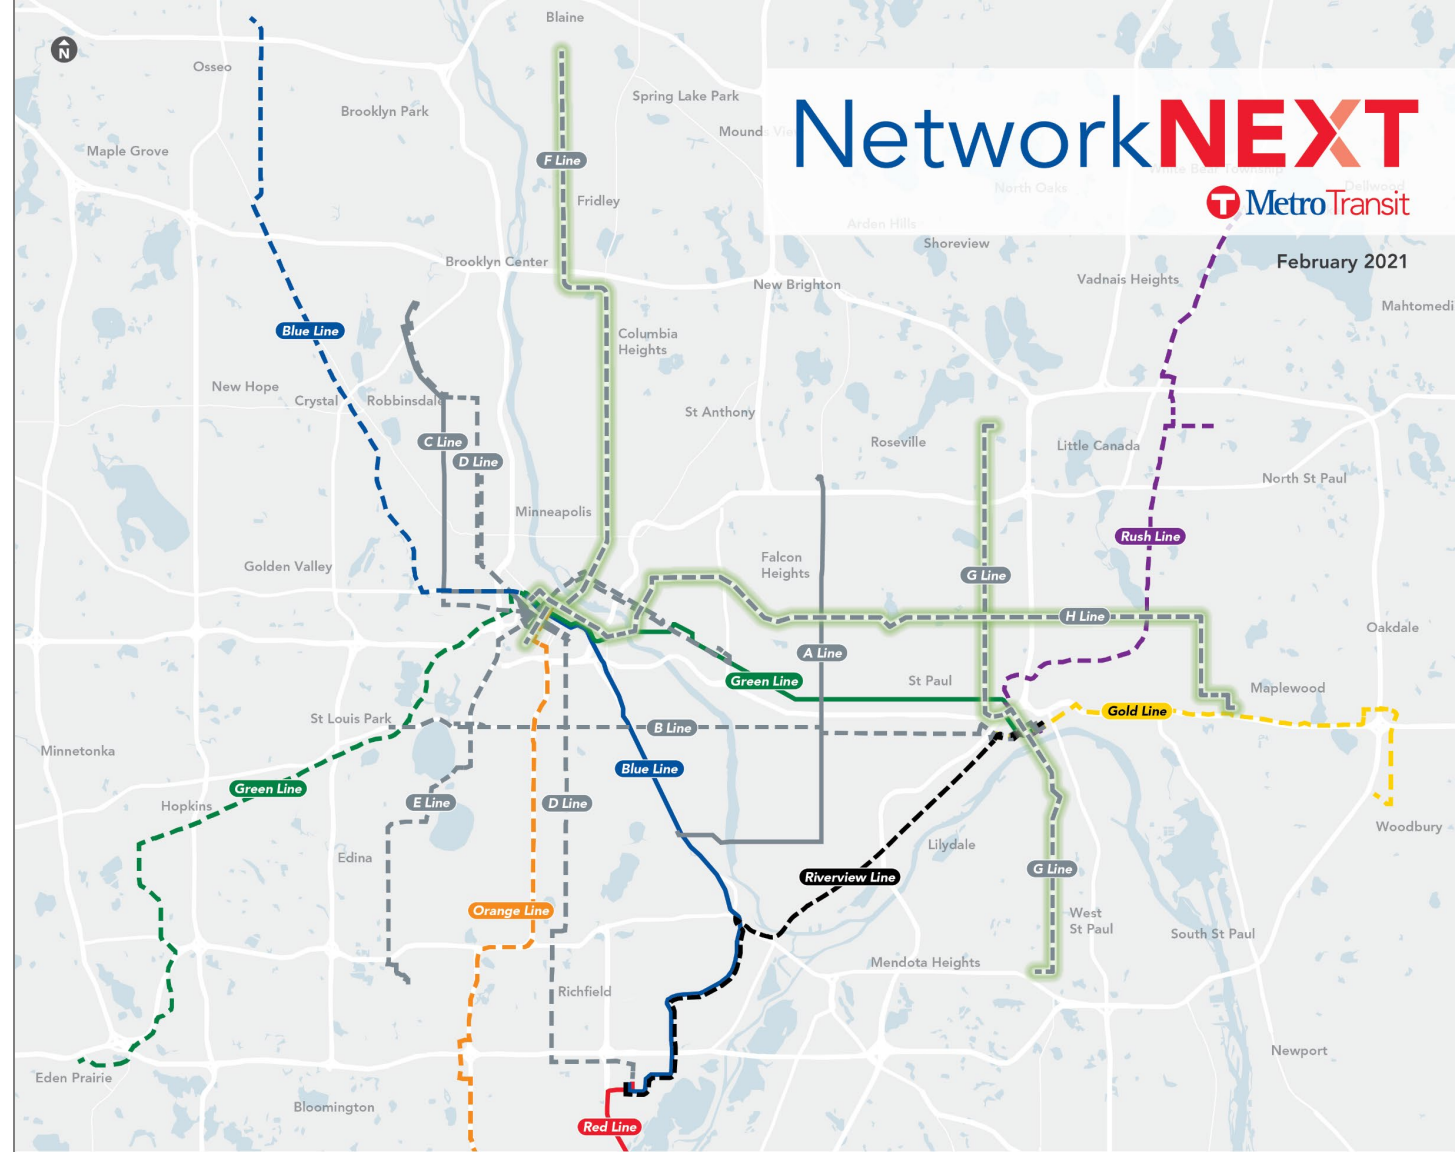 Blaine
N
Osseo
Spring Lake Park
Brooklyn Park
NetworkNEXT
Mounds View
Maple Grove
F Line
White Bear Township
North Oaks
Dellwood
Fridley
T MetroTransit
Arden Hills
Shoreview
Brooklyn Center
February 2021
New Brighton
Vadnais Heights
Mahtomedi
Blue Line
Columbia
Heights
New Hope
Crystal
Robbinsdale
St Anthony
C Line
Roseville
Little Canada
D Line
North St Paul
Minneapolis
Rush Line
Golden Valley
Falcon
Heights
G Line
H Line
Oakdale
A Line
Green Line
St Paul
Maplewood
St Louis Park
Gold Line
B Line
Minnetonka
Blue Line
Green Line
Hopkins
E Line
D Line
Woodbury
Edina
Lilydale
Riverview Line
G Line
Orange Line
West
St Paul
South St Paul
Mendota Heights
Richfield
Newport
Eden Prairie
Bloomington
Red Line